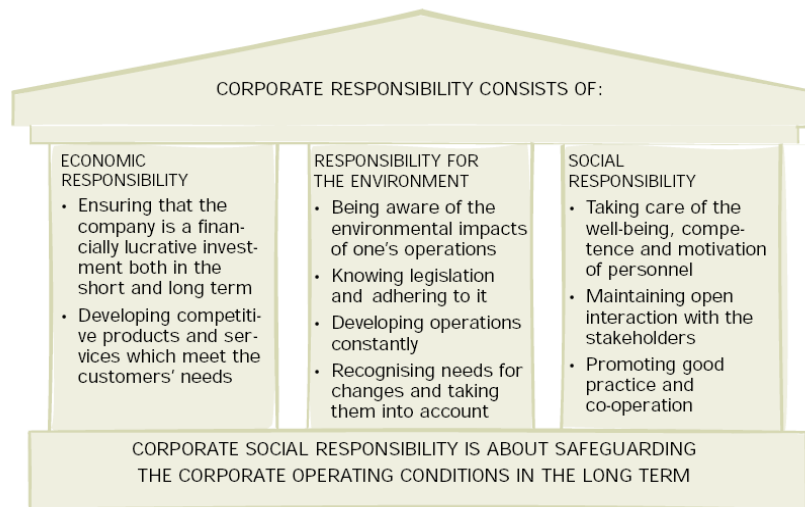 CORPORATE RESPONSIBILITY CONSISTS OF:
ECONOMIC
RESPONSIBILITY
• Ensuring that the
company is a finan-
cially lucrative invest-
ment both in the
short and long term
• Developing competiti-
ve products and ser-
vices which meet the
customers' needs
RESPONSIBILITY FOR
THE ENVIRONMENT
• Being aware of the
environmental impacts
of one's operations
• Knowing legislation
and adhering to it
• Developing operations
constantly
• Recognising needs for
changes and taking
them into account
SOCIAL
RESPONSIBILITY
• Taking care of the
well-being, compe-
tence and motivation
of personnel
• Maintaining open
interaction with the
stakeholders
• Promoting good
practice and
co-operation
CORPORATE SOCIAL RESPONSIBILITY IS ABOUT SAFEGUARDING
THE CORPORATE OPERATING CONDITIONS IN THE LONG TERM